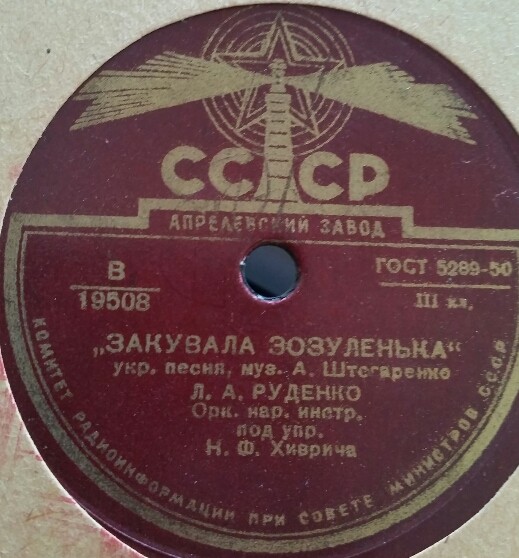 СССР
АПРЕЛЕВСКИЙ ЗАВОД
В
19508
ГОСТ 5289-50
III кл.
„ЗАКУВАЛА ЗОЗУЛЕНЬКА“
укр. песня, муз. А. Штогаренко
Л. А. РУДЕНКО
Орк. нар. инстр.
под упр.
Н. Ф. Хиврича
КОМИТЕТ РАДИОИНФОРМАЦИИ ПРИ СОВЕТЕ МИНИСТРОВ СССР